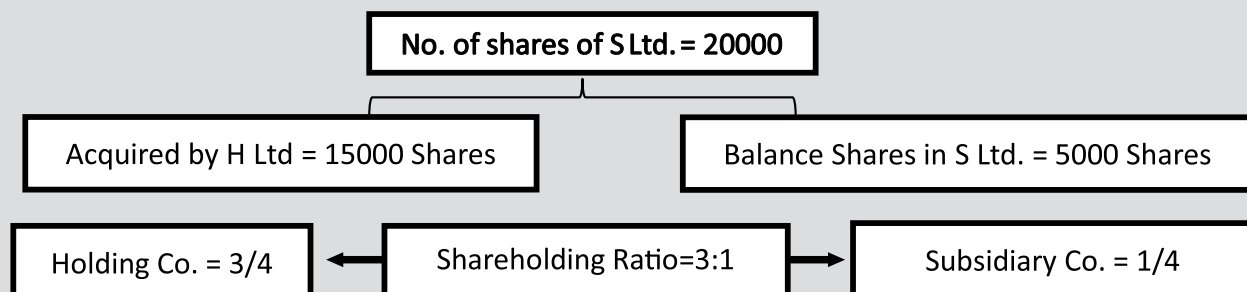 No. of shares of S Ltd. = 20000
Acquired by H Ltd = 15000 Shares
Balance Shares in S Ltd. = 5000 Shares
Holding Co. = 3/4
Shareholding Ratio=3:1
Subsidiary Co. = 1/4